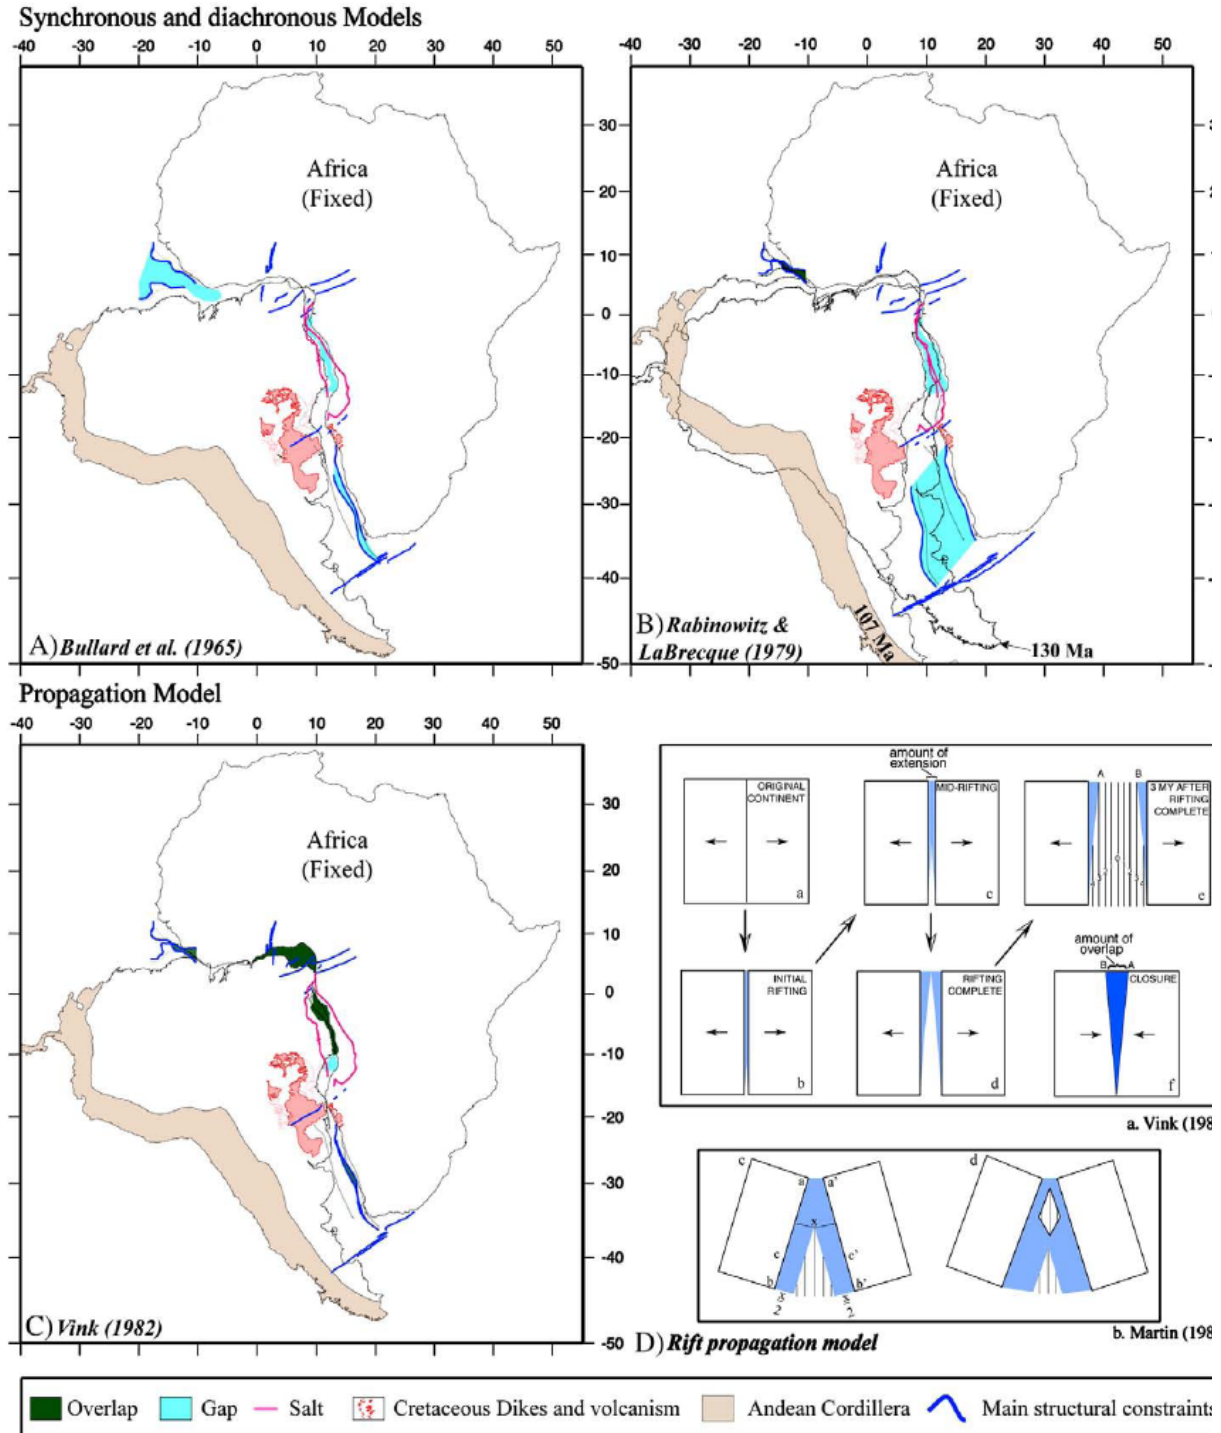 Synchronous and diachronous Models
-40 -30 -20 -10 0 10 20 30 40 50
-40 -30 -20 -10 0 10 20 30 40 50
Africa
(Fixed)
30
20
10
0
-10
-20
-30
-40
-50
A) Bullard et al. (1965)
Africa
(Fixed)
107 Ma
130 Ma
B) Rabinowitz &
LaBrecque (1979)
Propagation Model
-40 -30 -20 -10 0 10 20 30 40 50
Africa
(Fixed)
30
20
10
0
-10
-20
-30
-40
-50
C) Vink (1982)
amount of
extension
ORIGINAL
CONTINENT
a
MID-RIFTING
c
A B
3 MY AFTER
RIFTING
COMPLETE
e
INITIAL
RIFTING
b
RIFTING
COMPLETE
d
amount of
overlap
B A
CLOSURE
f
a. Vink (198
c
a a'
x
c c'
b b'
x/2 x/2
d
D) Rift propagation model
b. Martin (198
Overlap Gap Salt Cretaceous Dikes and volcanism Andean Cordillera Main structural constraints